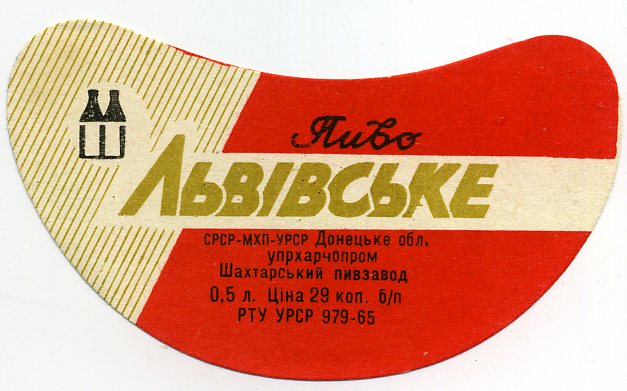 Ш
Пиво
ЛЬВІВСЬКЕ
СРСР-МХП-УРСР Донецьке обл.
упрхарчопром
Шахтарський пивзавод
0,5 л. Ціна 29 коп. б/п
РТУ УРСР 979-65